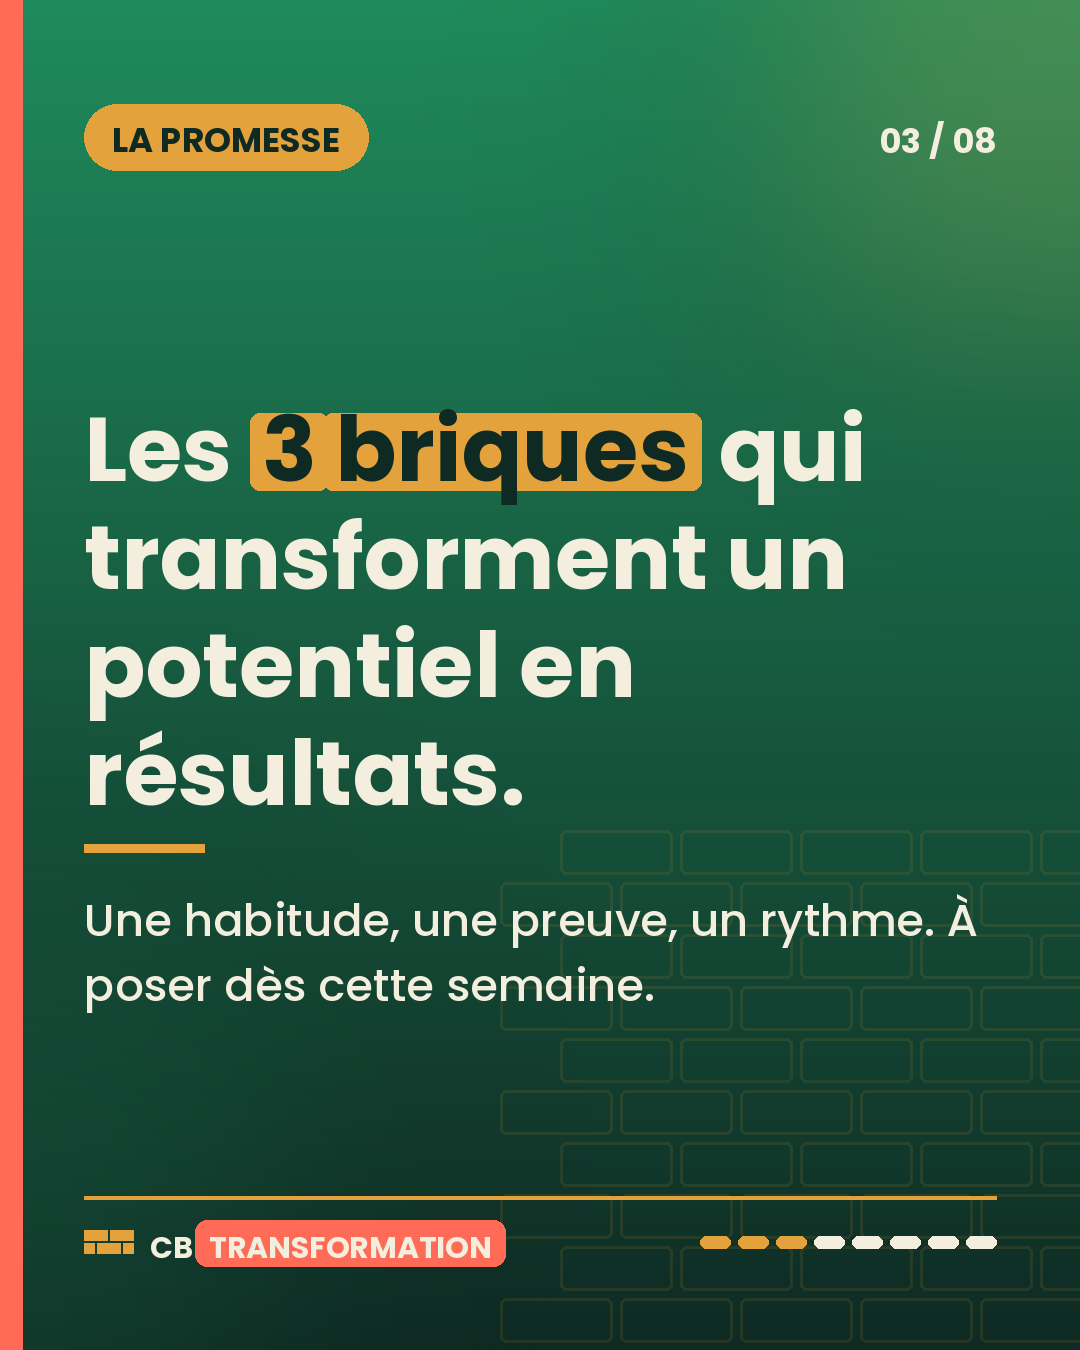 LA PROMESSE
03 / 08
Les 3 briques qui
transforment un
potentiel en
résultats.
Une habitude, une preuve, un rythme. À
poser dès cette semaine.
CB TRANSFORMATION